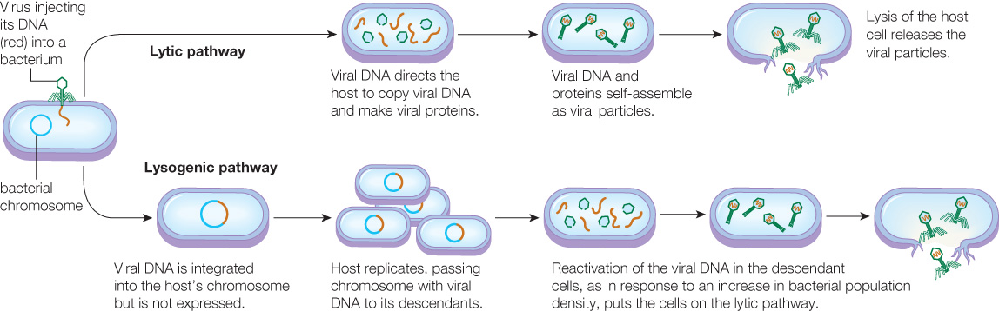 Virus injecting
its DNA
(red) into a
bacterium
Lytic pathway
Viral DNA directs the
host to copy viral DNA
and make viral proteins.
Viral DNA and
proteins self-assemble
as viral particles.
Lysis of the host
cell releases the
viral particles.
bacterial
chromosome
Lysogenic pathway
Viral DNA is integrated
into the host’s chromosome
but is not expressed.
Host replicates, passing
chromosome with viral
DNA to its descendants.
Reactivation of the viral DNA in the descendant
cells, as in response to an increase in bacterial population
density, puts the cells on the lytic pathway.